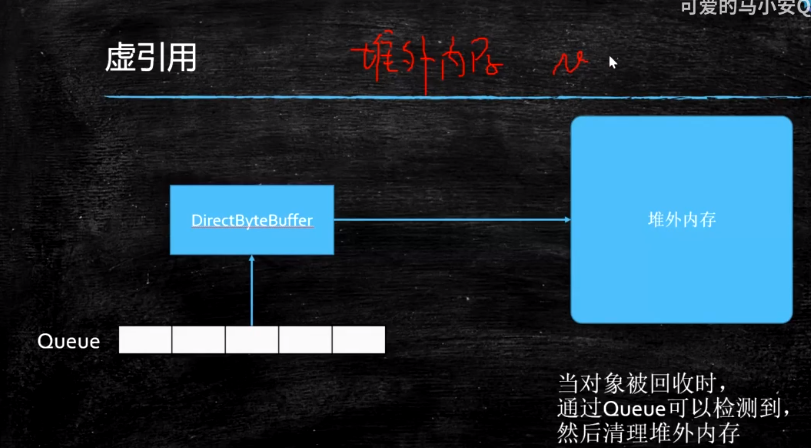 可爱的马小安Q
虚引用
堆外内存
DirectByteBuffer
堆外内存
Queue
当对象被回收时，
通过Queue可以检测到，
然后清理堆外内存